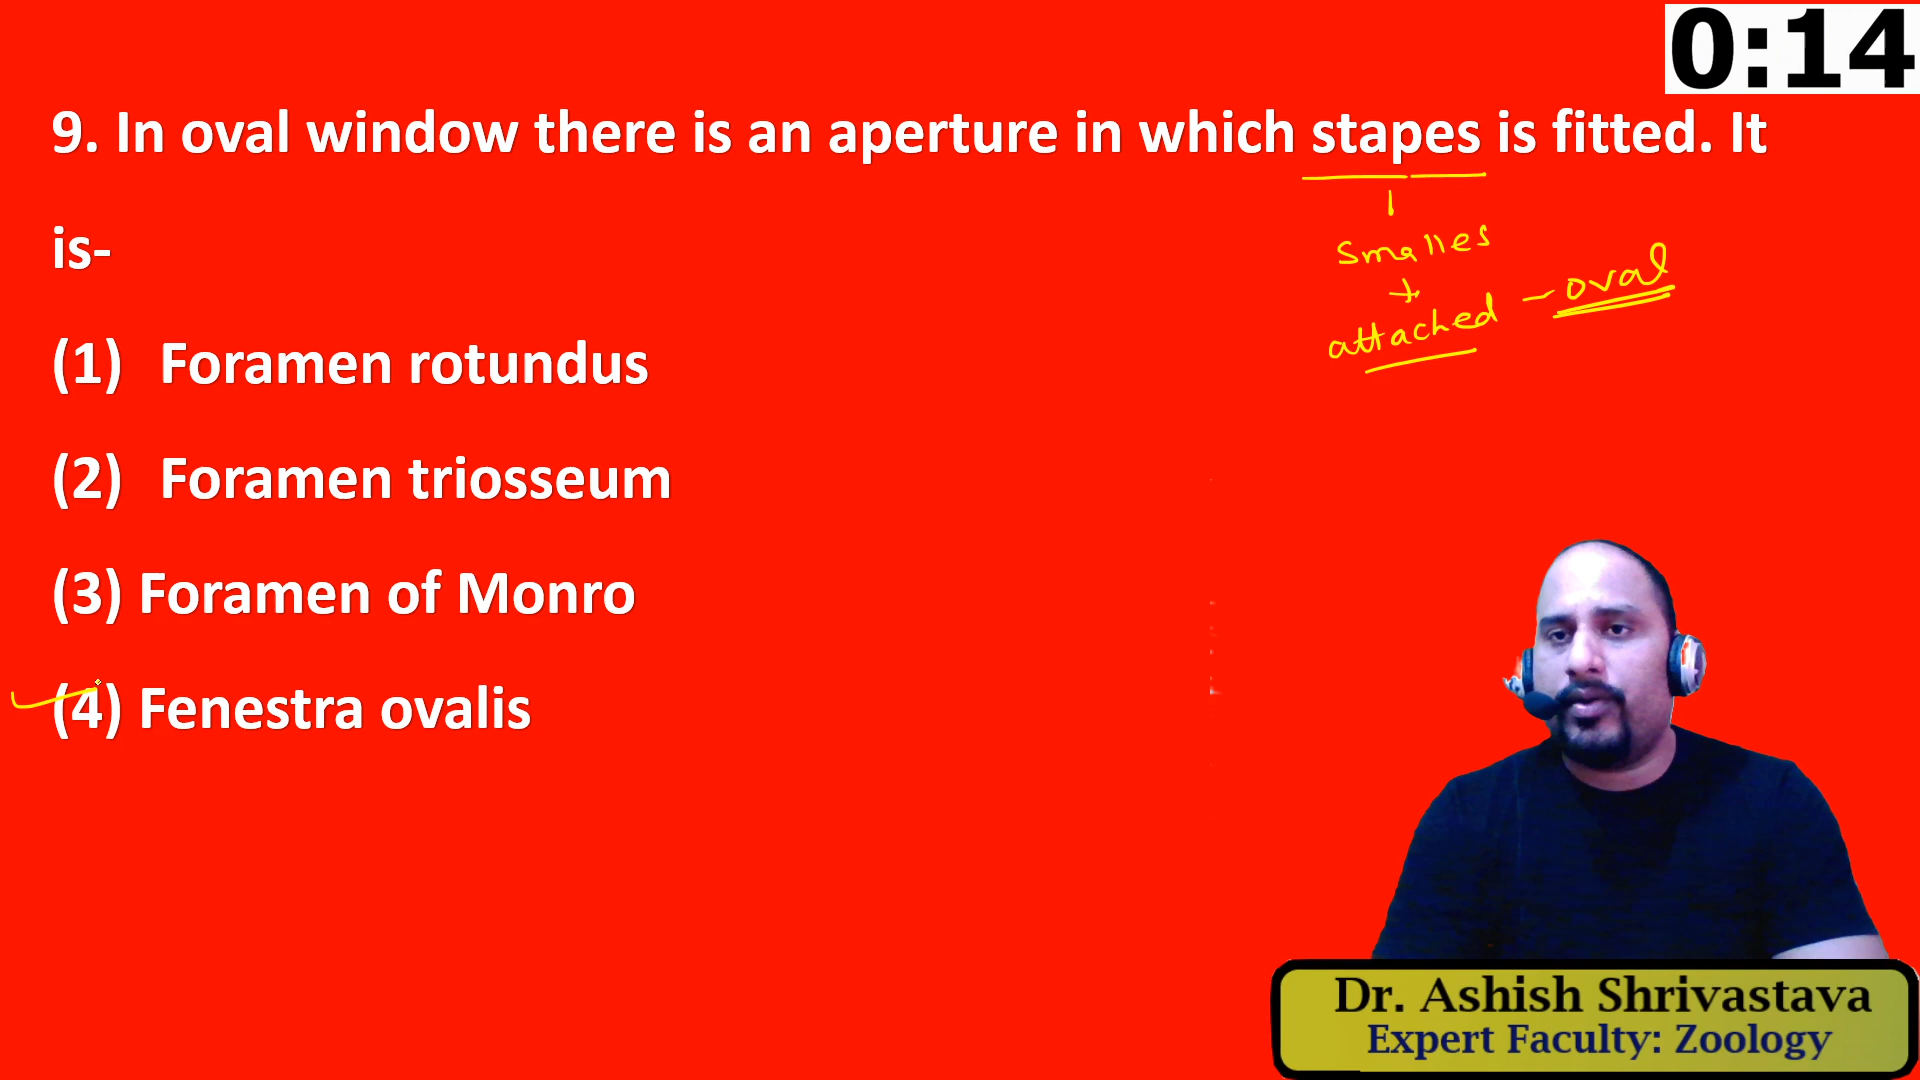 0:14
9. In oval window there is an aperture in which stapes is fitted. It
is-
Smalles
attached - oval
(1) Foramen rotundus
(2) Foramen triosseum
(3) Foramen of Monro
(4) Fenestra ovalis
Dr. Ashish Shrivastava
Expert Faculty: Zoology